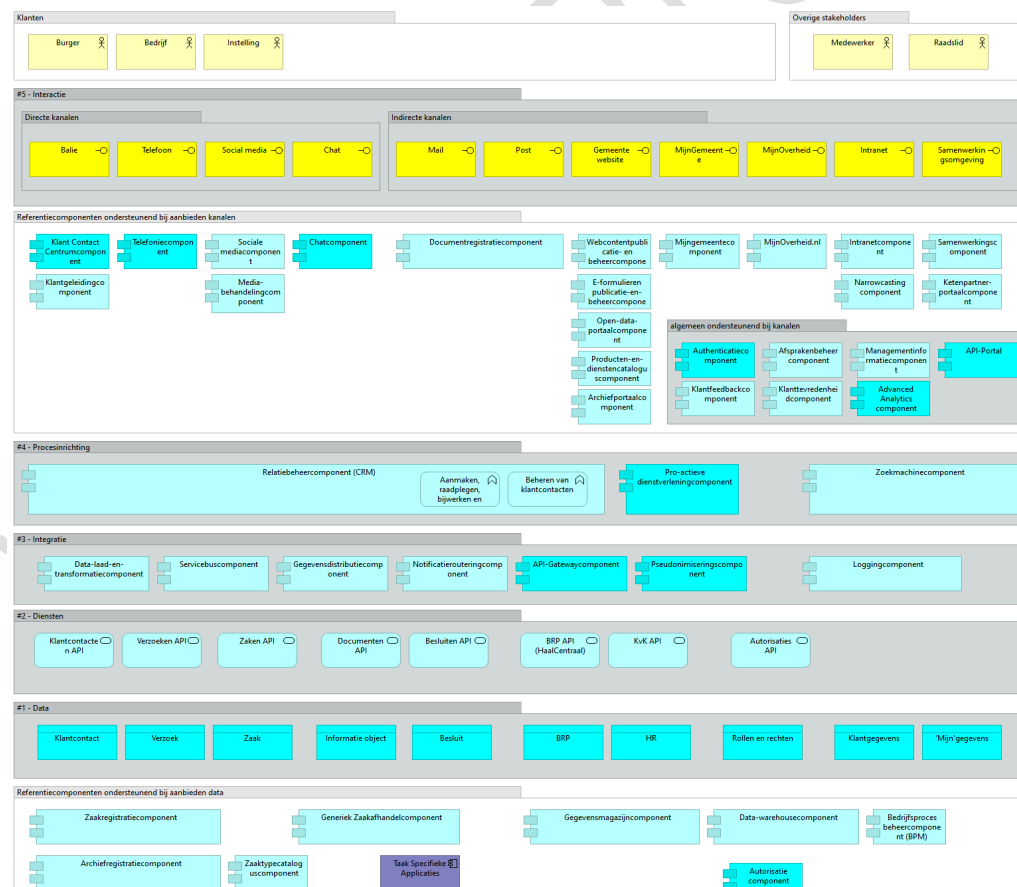 Klanten
Overige stakeholders
Burger
Bedrijf
Instelling
Medewerker
Raadslid
#5 - Interactie
Directe kanalen
Indirecte kanalen
Balie
Telefoon
Social media
Chat
Mail
Post
Gemeente
website
MijnGemeent
e
MijnOverheid
Intranet
Samenwerkin
gsomgeving
Referentiecomponenten ondersteunend bij aanbieden kanalen
Klant Contact
Centrumcompon
ent
Telefoniecompon
ent
Sociale
mediacomponen
t
Chatcomponent
Documentregistratiecomponent
Webcontentpubli
catie- en
beheercompone
Mijngemeenteco
mponent
MijnOverheid.nl
Intranetcompone
nt
Samenwerkingsc
omponent
Klantgeleidingco
mponent
Media-
behandelingcom
ponent
E-formulieren
publicatie-en-
beheercompone
Narrowcasting
component
Ketenpartner-
portaalcompone
nt
Open-data-
portaalcompone
nt
algemeen ondersteunend bij kanalen
Producten-en-
dienstencatalogu
scomponent
Authenticatieco
mponent
Afsprakenbeheer
component
Managementinfo
rmatiecomponen
t
API-Portal
Archiefportaalco
mponent
Klantfeedbackco
mponent
Klanttevredenhei
dcomponent
Advanced
Analytics
component
#4 - Procesinrichting
Relatiebeheercomponent (CRM)
Aanmaken,
raadplegen,
bijwerken en
Beheren van
klantcontacten
Pro-actieve
dienstverleningcomponent
Zoekmachinecomponent
#3 - Integratie
Data-laad-en-
transformatiecomponent
Servicebuscomponent
Gegevensdistributiecomp
onent
Notificatierouteringcomp
onent
API-Gatewaycomponent
Pseudonimiseringscompo
nent
Loggingcomponent
#2 - Diensten
Klantcontacte
n API
Verzoeken API
Zaken API
Documenten
API
Besluiten API
BRP API
(HaalCentraal)
KvK API
Autorisaties
API
#1 - Data
Klantcontact
Verzoek
Zaak
Informatie object
Besluit
BRP
HR
Rollen en rechten
Klantgegevens
'Mijn'gegevens
Referentiecomponenten ondersteunend bij aanbieden data
Zaakregistratiecomponent
Generiek Zaakafhandelcomponent
Gegevensmagazijncomponent
Data-warehousecomponent
Bedrijfsproces
beheercompone
nt (BPM)
Archiefregistratiecomponent
Zaaktypecatalog
uscomponent
Taak Specifieke
Applicaties
Autorisatie
component